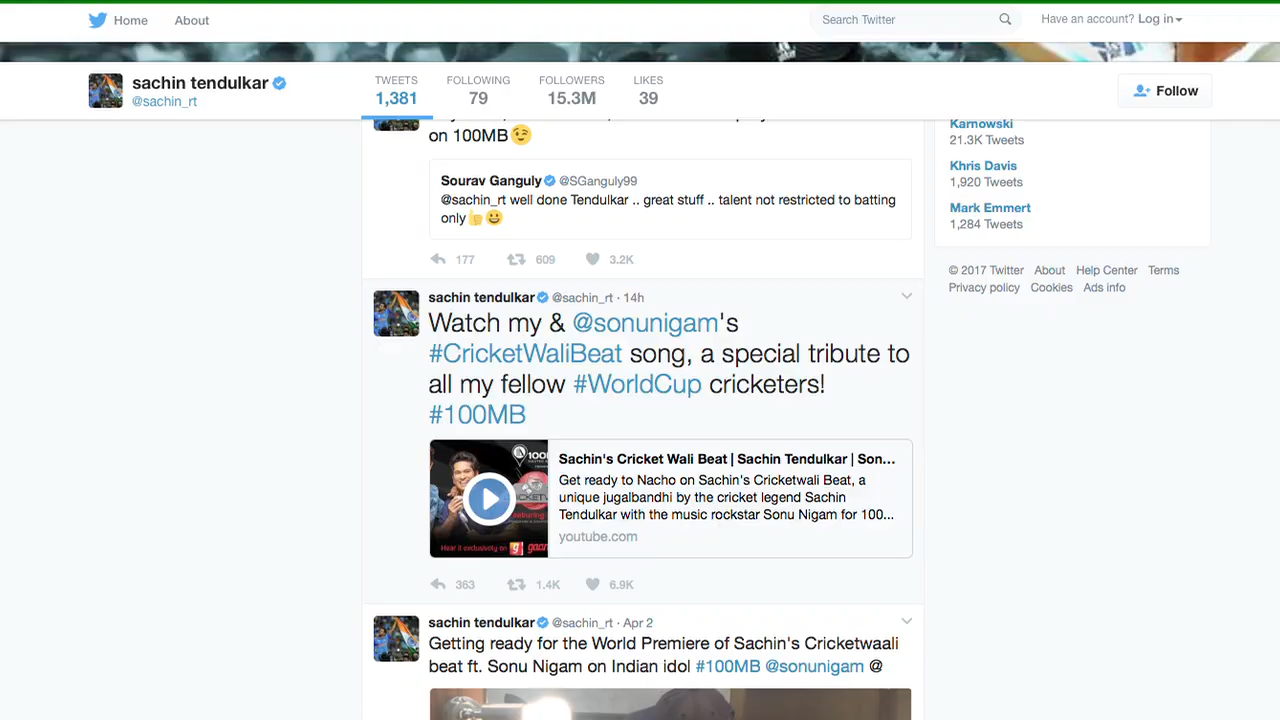 Home
About
Search Twitter
Have an account? Log in
sachin tendulkar
@sachin_rt
TWEETS
1,381
FOLLOWING
79
FOLLOWERS
15.3M
LIKES
39
Follow
on 100MB😉
Sourav Ganguly @SGanguly99
@sachin_rt well done Tendulkar .. great stuff .. talent not restricted to batting
only👍😀
177
609
3.2K
sachin tendulkar @sachin_rt · 14h
Watch my & @sonunigam's
#CricketWaliBeat song, a special tribute to
all my fellow #WorldCup cricketers!
#100MB
Hear it exclusively on
Sachin's Cricket Wali Beat | Sachin Tendulkar | Son...
Get ready to Nacho on Sachin's Cricketwali Beat, a
unique jugalbandhi by the cricket legend Sachin
Tendulkar with the music rockstar Sonu Nigam for 100...
youtube.com
363
1.4K
6.9K
sachin tendulkar @sachin_rt · Apr 2
Getting ready for the World Premiere of Sachin's Cricketwaali
beat ft. Sonu Nigam on Indian idol #100MB @sonunigam @
Karnowski
21.3K Tweets
Khris Davis
1,920 Tweets
Mark Emmert
1,284 Tweets
© 2017 Twitter About Help Center Terms
Privacy policy Cookies Ads info